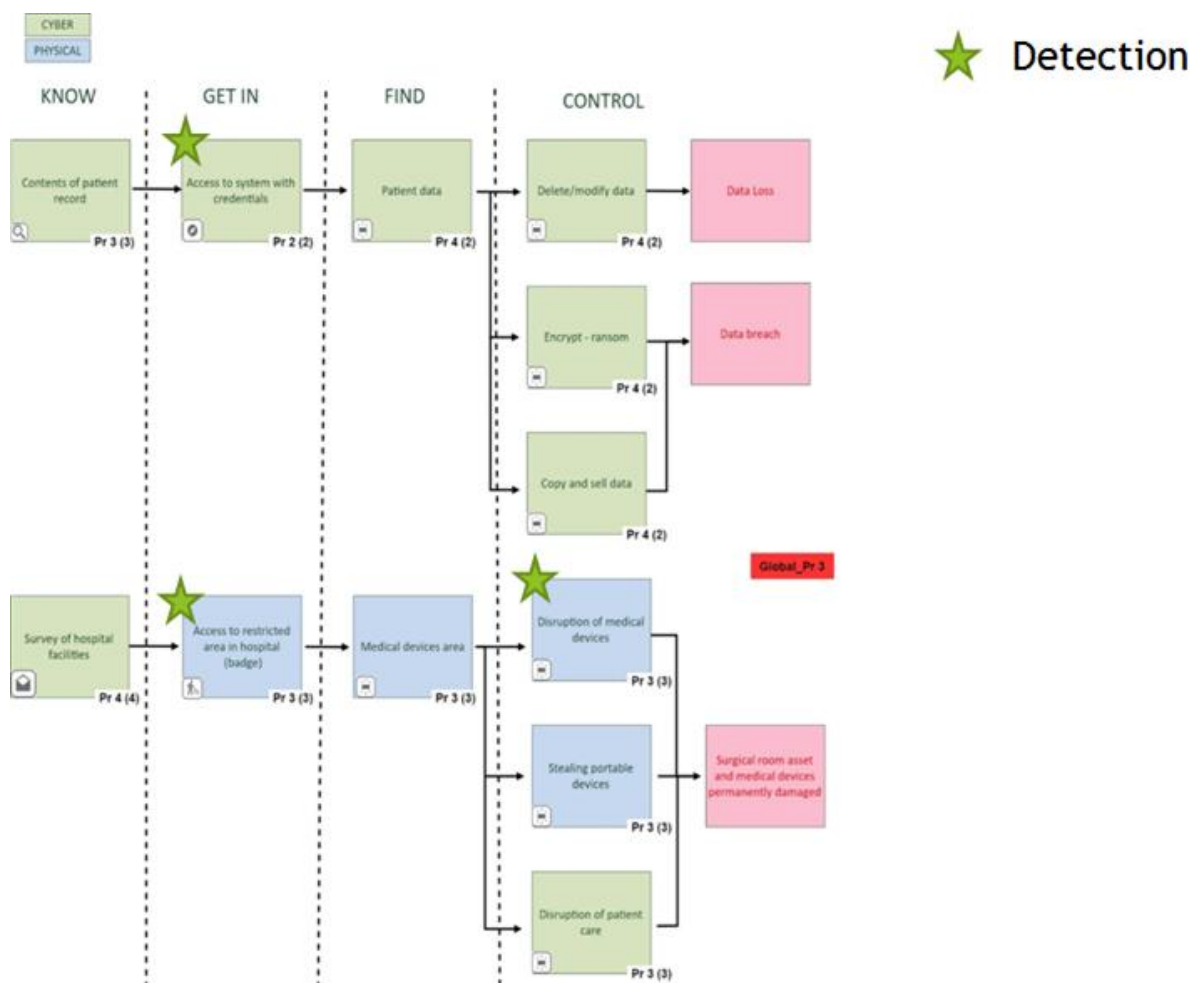 CYBER
PHYSICAL
Detection
KNOW
GET IN
FIND
CONTROL
Contents of patient
record
Pr 3 (3)
Access to system with
credentials
Pr 2 (2)
Patient data
Pr 4 (2)
Delete/modify data
Pr 4 (2)
Data Loss
Encrypt - ransom
Pr 4 (2)
Data breach
Copy and sell data
Pr 4 (2)
Global_Pr 3
Survey of hospital
facilities
Pr 4 (4)
Access to restricted
area in hospital
(badge)
Pr 3 (3)
Medical devices area
Pr 3 (3)
Disruption of medical
devices
Pr 3 (3)
Stealing portable
devices
Pr 3 (3)
Surgical room asset
and medical devices
permanently damaged
Disruption of patient
care
Pr 3 (3)